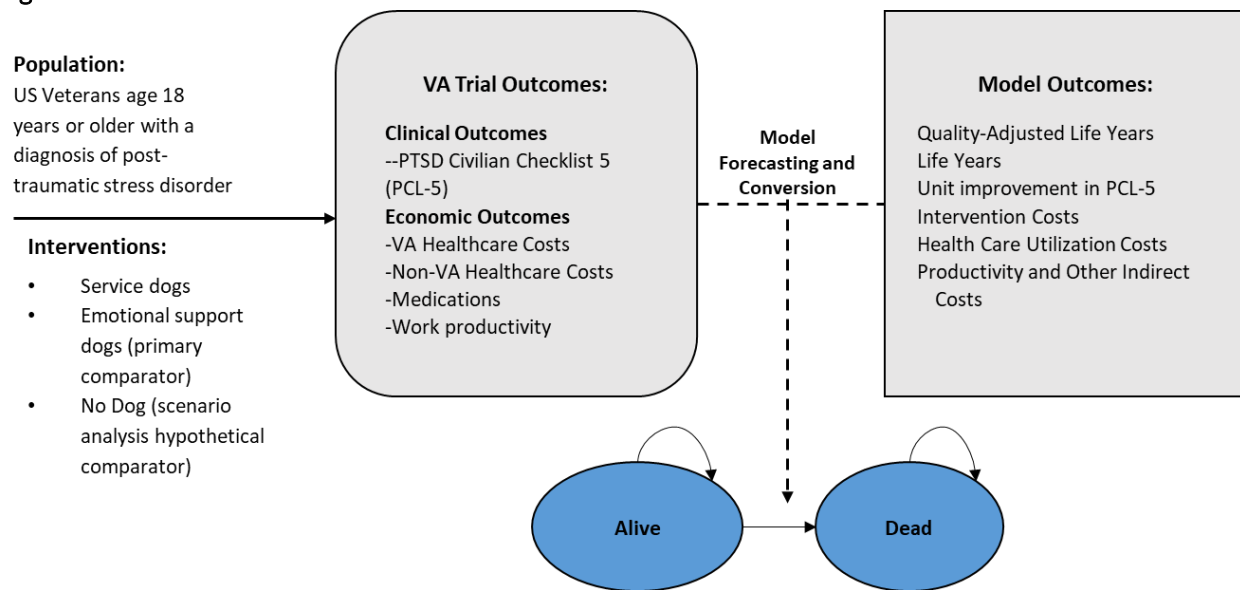 Population:
US Veterans age 18
years or older with a
diagnosis of post-
traumatic stress disorder
Interventions:
• Service dogs
• Emotional support
dogs (primary
comparator)
• No Dog (scenario
analysis hypothetical
comparator)
VA Trial Outcomes:
Clinical Outcomes
--PTSD Civilian Checklist 5
(PCL-5)
Economic Outcomes
-VA Healthcare Costs
-Non-VA Healthcare Costs
-Medications
-Work productivity
Model
Forecasting and
Conversion
Model Outcomes:
Quality-Adjusted Life Years
Life Years
Unit improvement in PCL-5
Intervention Costs
Health Care Utilization Costs
Productivity and Other Indirect
Costs
Alive
Dead